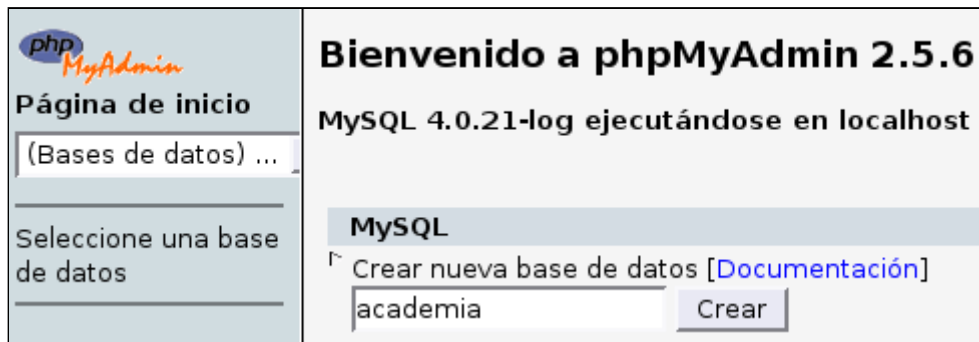 php
MyAdmin
Página de inicio
(Bases de datos) ...
Seleccione una base
de datos
Bienvenido a phpMyAdmin 2.5.6
MySQL 4.0.21-log ejecutándose en localhost
MySQL
Crear nueva base de datos [Documentación]
academia Crear